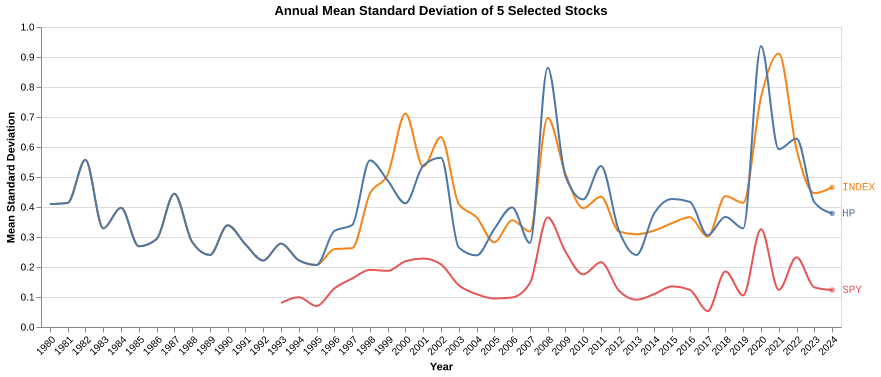 Annual Mean Standard Deviation of 5 Selected Stocks
1.0
0.9
0.8
0.7
0.6
0.5
0.4
0.3
0.2
0.1
0.0
Mean Standard Deviation
INDEX
HP
SPY
1980 1981 1982 1983 1984 1985 1986 1987 1988 1989 1990 1991 1992 1993 1994 1995 1996 1997 1998 1999 2000 2001 2002 2003 2004 2005 2006 2007 2008 2009 2010 2011 2012 2013 2014 2015 2016 2017 2018 2019 2020 2021 2022 2023 2024
Year